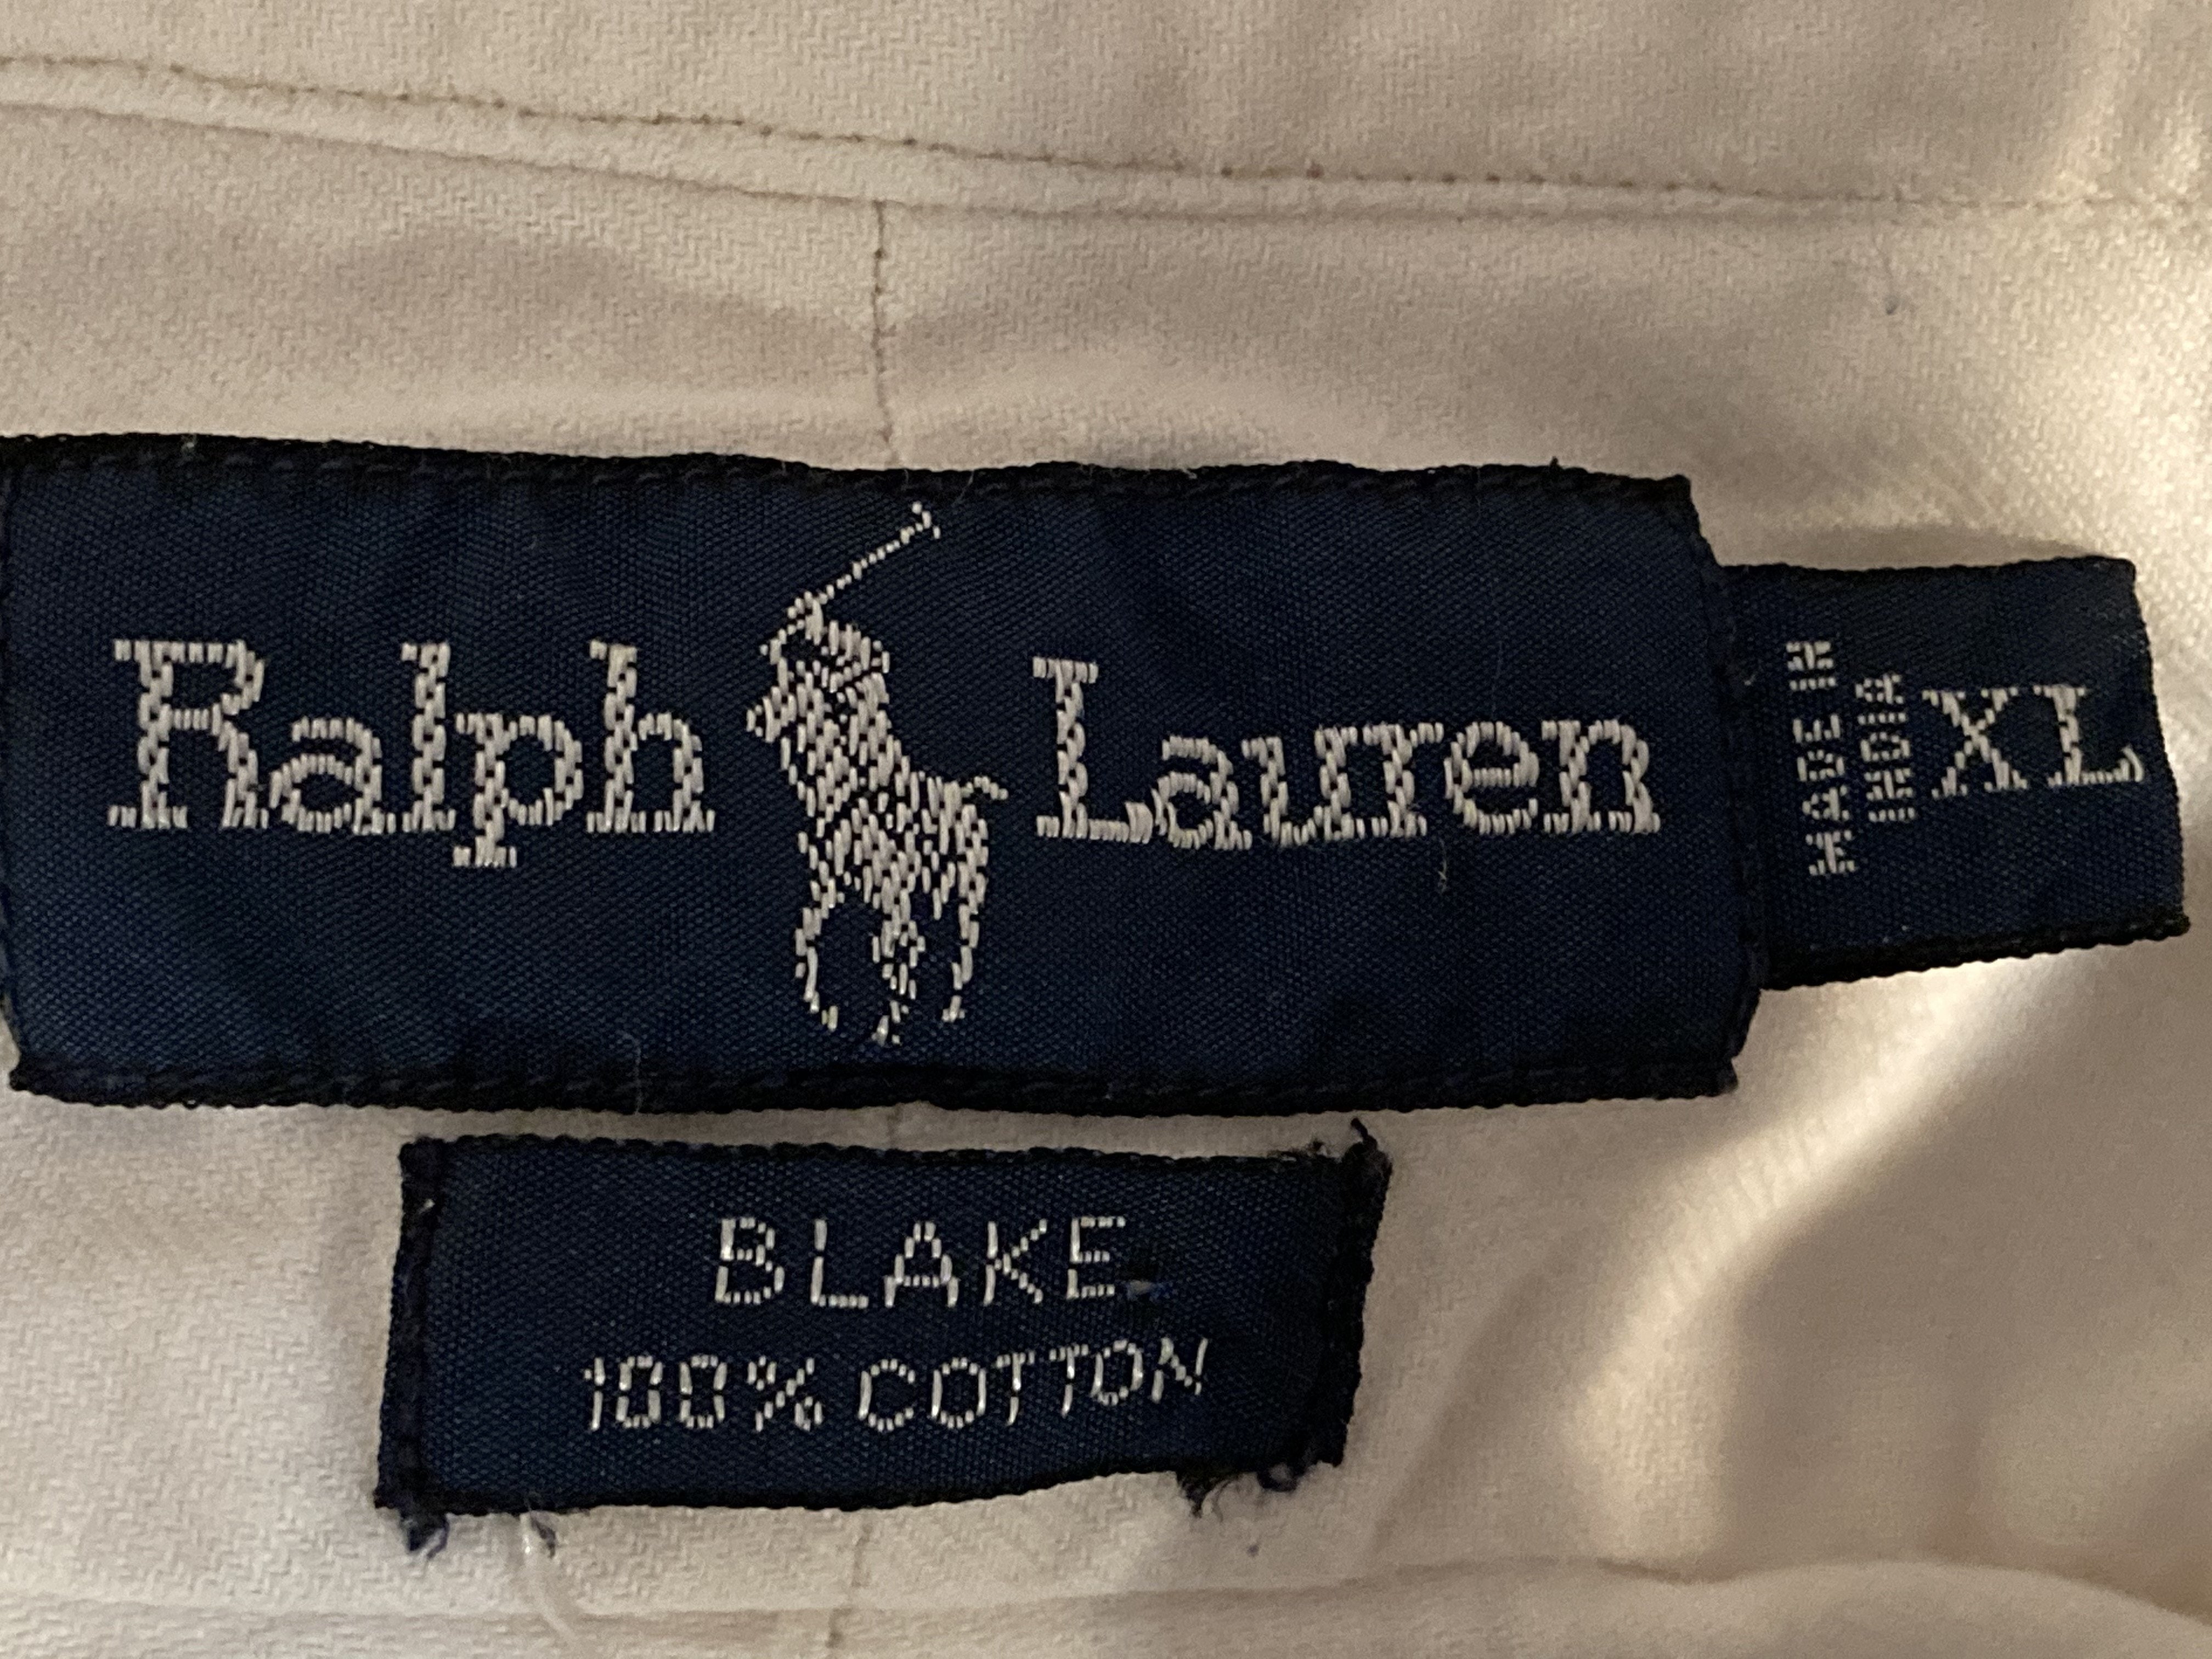 Ralph Lauren
MADE IN
INDIA
XL
BLAKE
100% COTTON